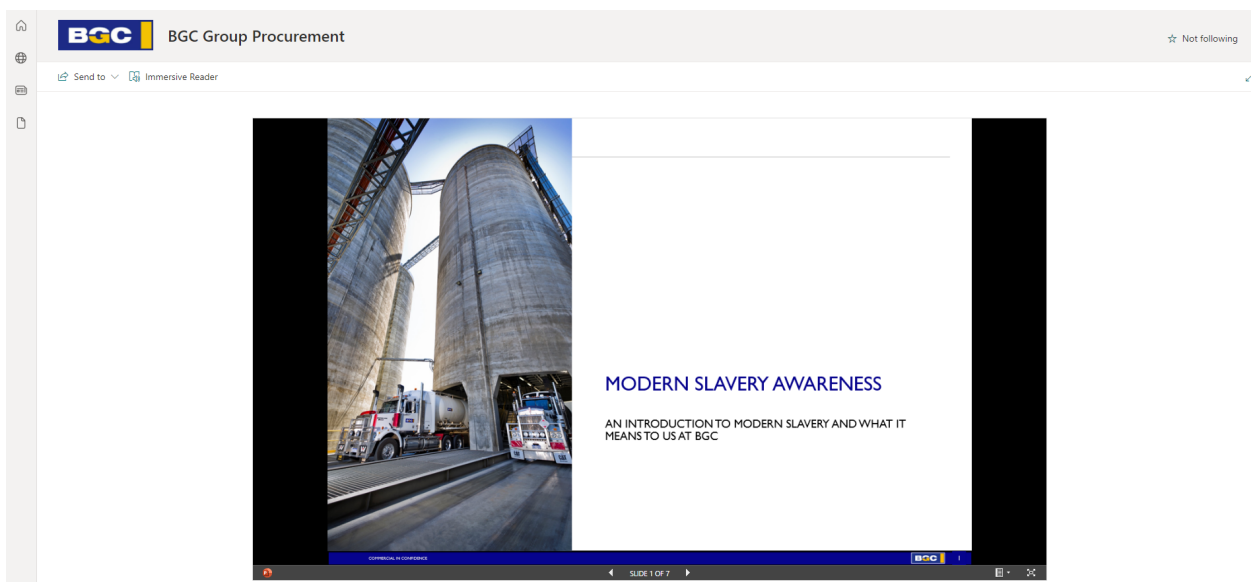 BGC
BGC Group Procurement
Not following
Send to
Immersive Reader
MODERN SLAVERY AWARENESS
AN INTRODUCTION TO MODERN SLAVERY AND WHAT IT
MEANS TO US AT BGC
COMMERCIAL IN CONFIDENCE
BGC
1
SLIDE 1 OF 7